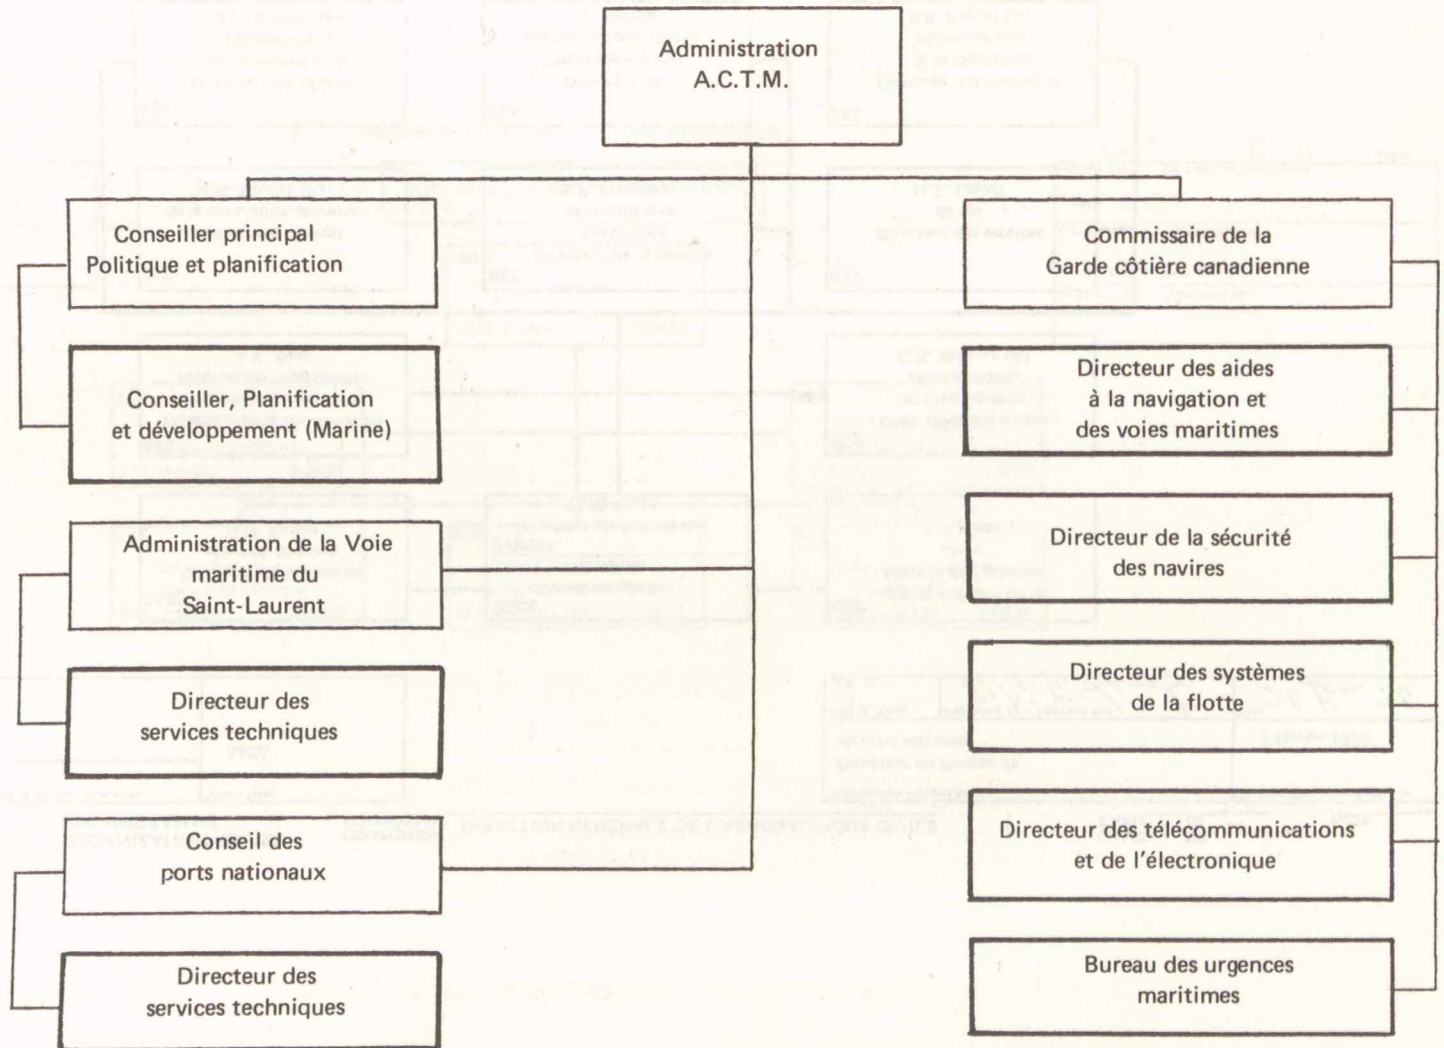 Administration
A.C.T.M.
Conseiller principal
Politique et planification
Conseiller, Planification
et développement (Marine)
Administration de la Voie
maritime du
Saint-Laurent
Directeur des
services techniques
Conseil des
ports nationaux
Directeur des
services techniques
Commissaire de la
Garde côtière canadienne
Directeur des aides
à la navigation et
des voies maritimes
Directeur de la sécurité
des navires
Directeur des systèmes
de la flotte
Directeur des télécommunications
et de l'électronique
Bureau des urgences
maritimes